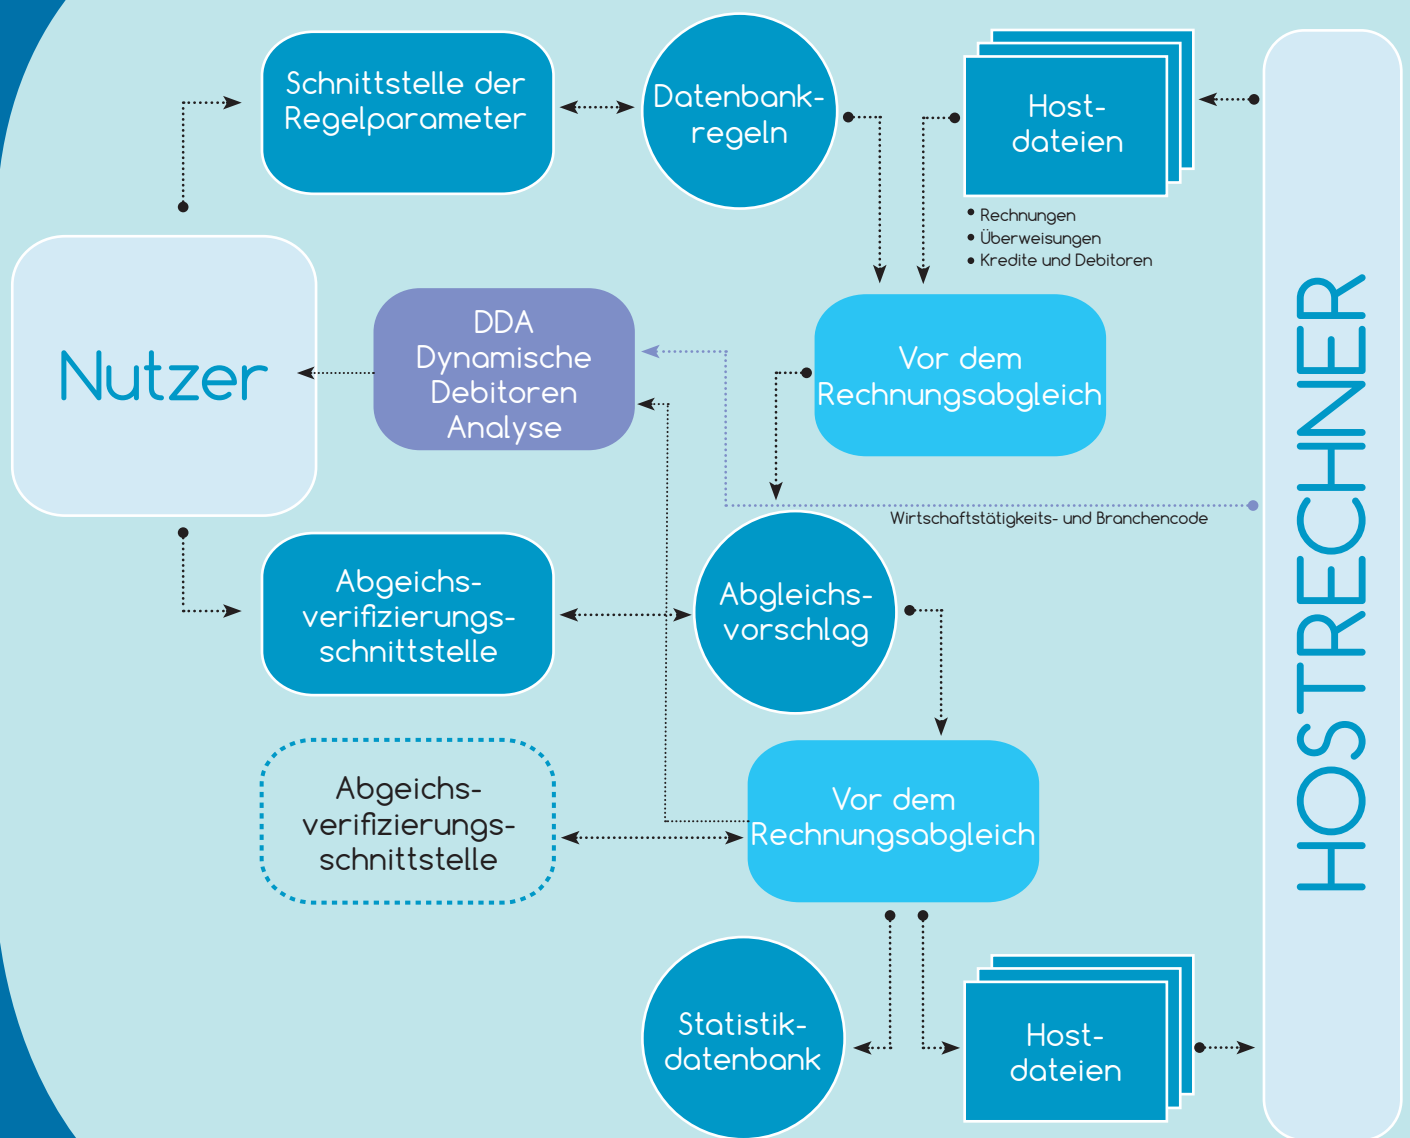 Schnittstelle der
Regelparameter
Datenbank-
regeln
Host-
dateien
• Rechnungen
• Überweisungen
• Kredite und Debitoren
Nutzer
DDA
Dynamische
Debitoren
Analyse
Vor dem
Rechnungsabgleich
HOSTRECHNER
Wirtschaftstätigkeits- und Branchencode
Abgeichs-
verifizierungs-
schnittstelle
Abgleichs-
vorschlag
Abgeichs-
verifizierungs-
schnittstelle
Vor dem
Rechnungsabgleich
Statistik-
datenbank
Host-
dateien